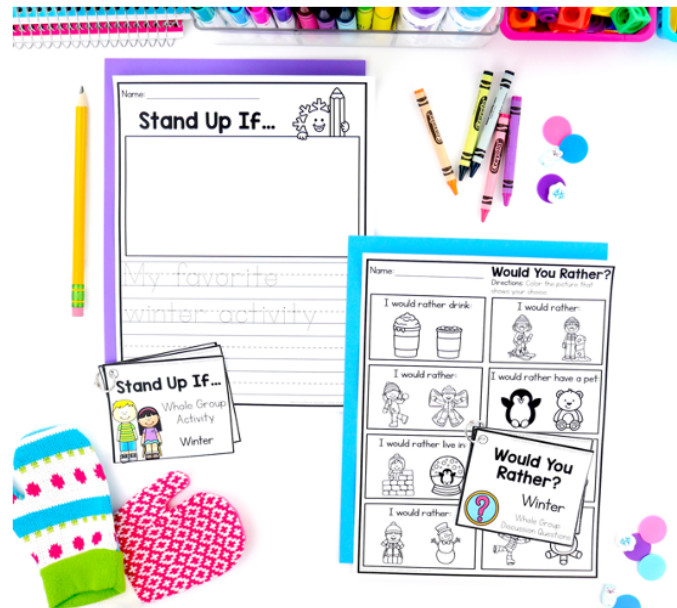 Name:
Stand Up If...
My favorite
winter activity
Name:
Would You Rather?
Directions: Color the picture that
shows your choice.
I would rather drink:
I would rather:
I would rather:
I would rather have a pet
I would rather live in
I would rather:
Stand Up If...
Whole Group
Activity
Winter
Would You
Rather?
Winter
Whole Group
Discussion Questions